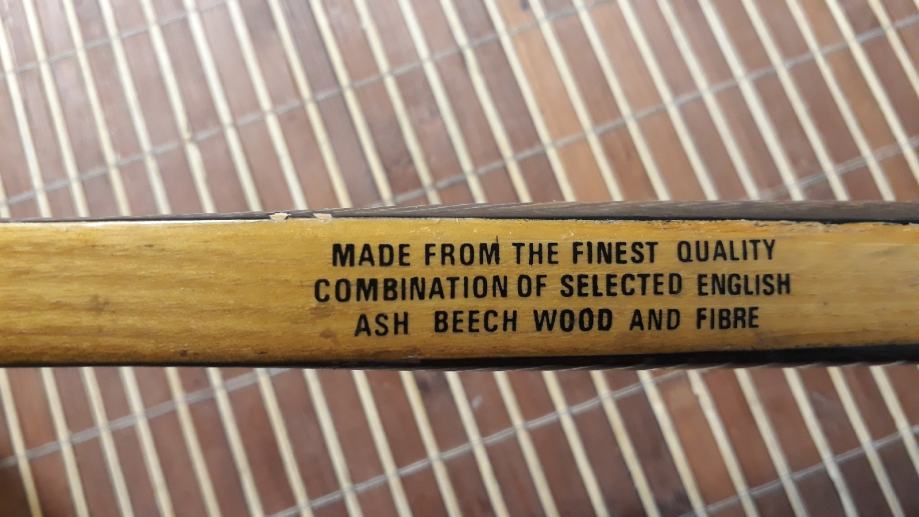 MADE FROM THE FINEST QUALITY
COMBINATION OF SELECTED ENGLISH
ASH BEECH WOOD AND FIBRE